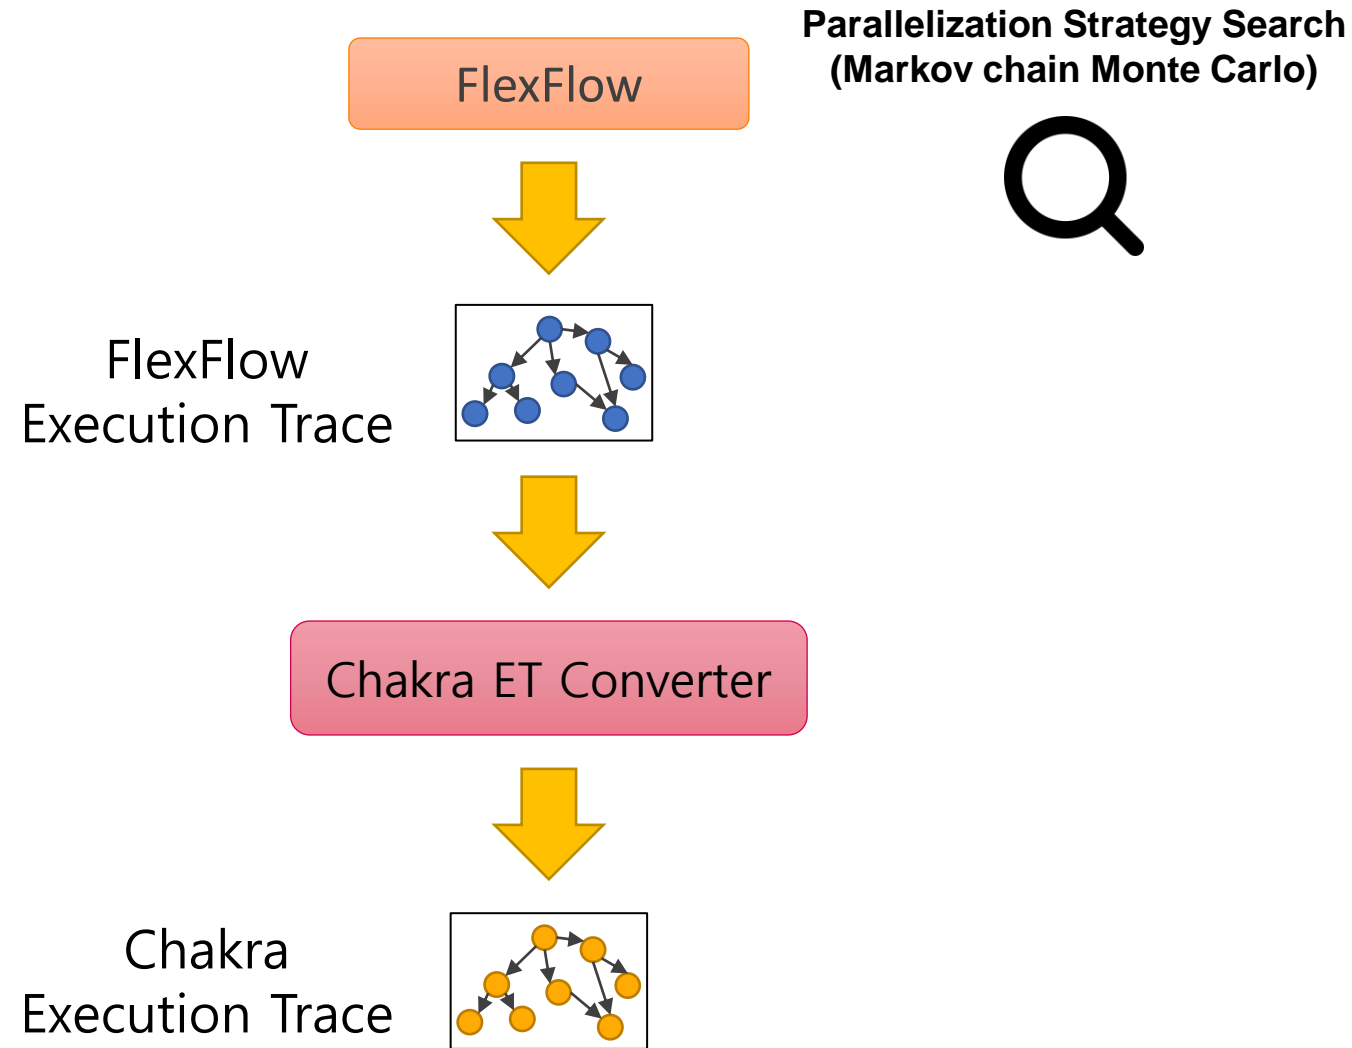 Parallelization Strategy Search
(Markov chain Monte Carlo)
FlexFlow
FlexFlow
Execution Trace
Chakra ET Converter
Chakra
Execution Trace